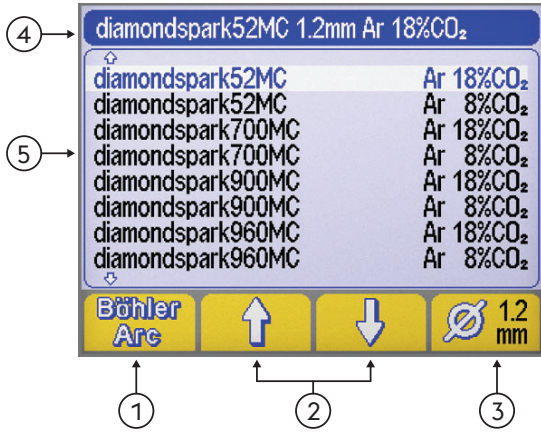 diamondspark52MC 1.2mm Ar 18%CO₂
diamondspark52MC Ar 18%CO₂
diamondspark52MC Ar 8%CO₂
diamondspark700MC Ar 18%CO₂
diamondspark700MC Ar 8%CO₂
diamondspark900MC Ar 18%CO₂
diamondspark900MC Ar 8%CO₂
diamondspark960MC Ar 18%CO₂
diamondspark960MC Ar 8%CO₂
Böhler
Arc
Ø 1.2
mm
4
5
1
2
3